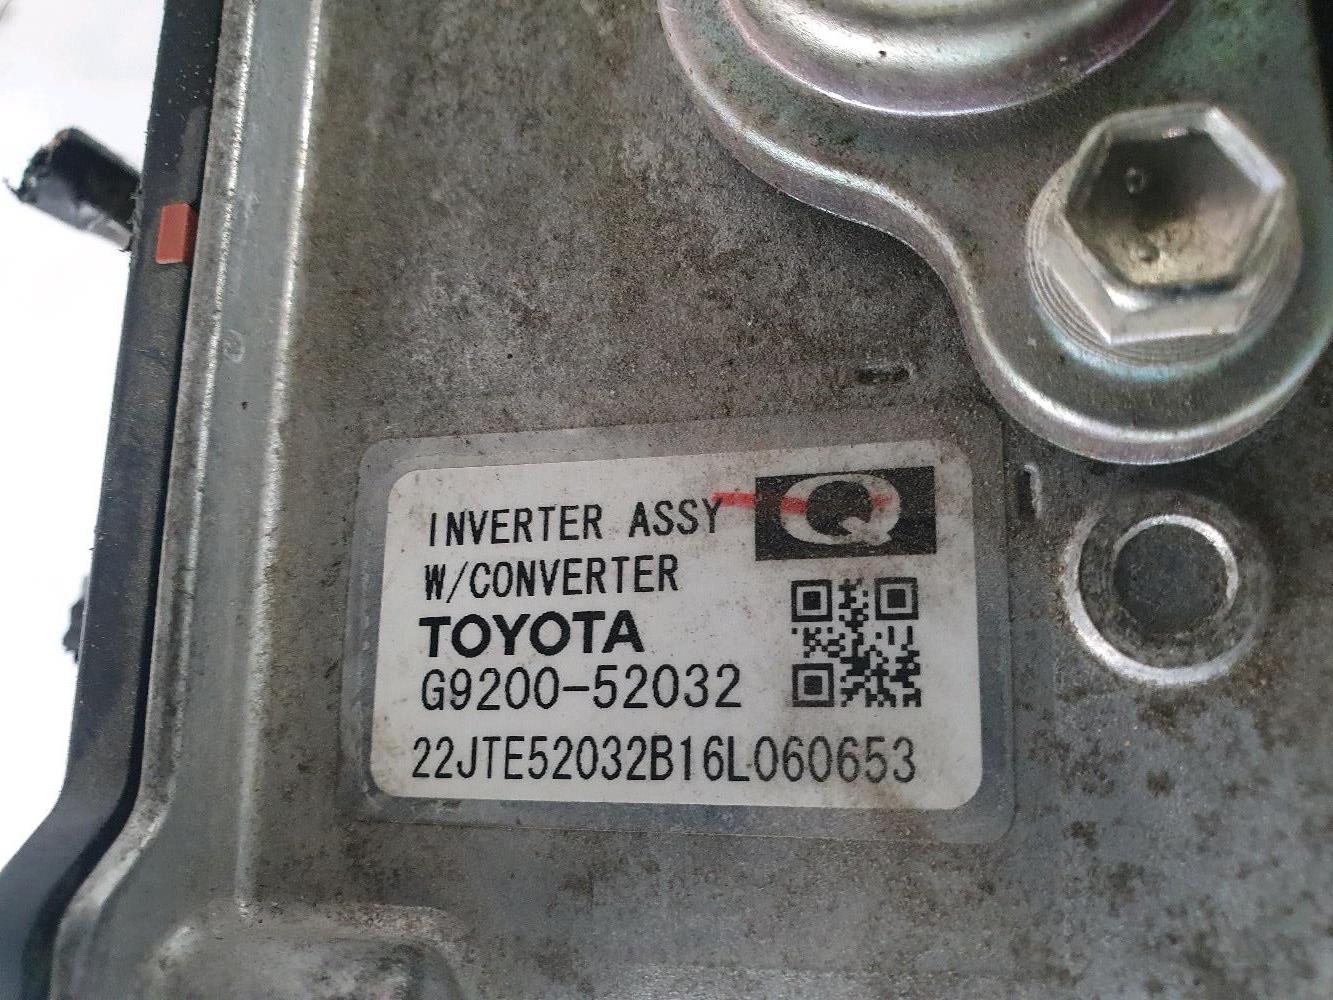 INVERTER ASSY
Q
W/CONVERTER
TOYOTA
G9200-52032
22JTE52032B16L060653